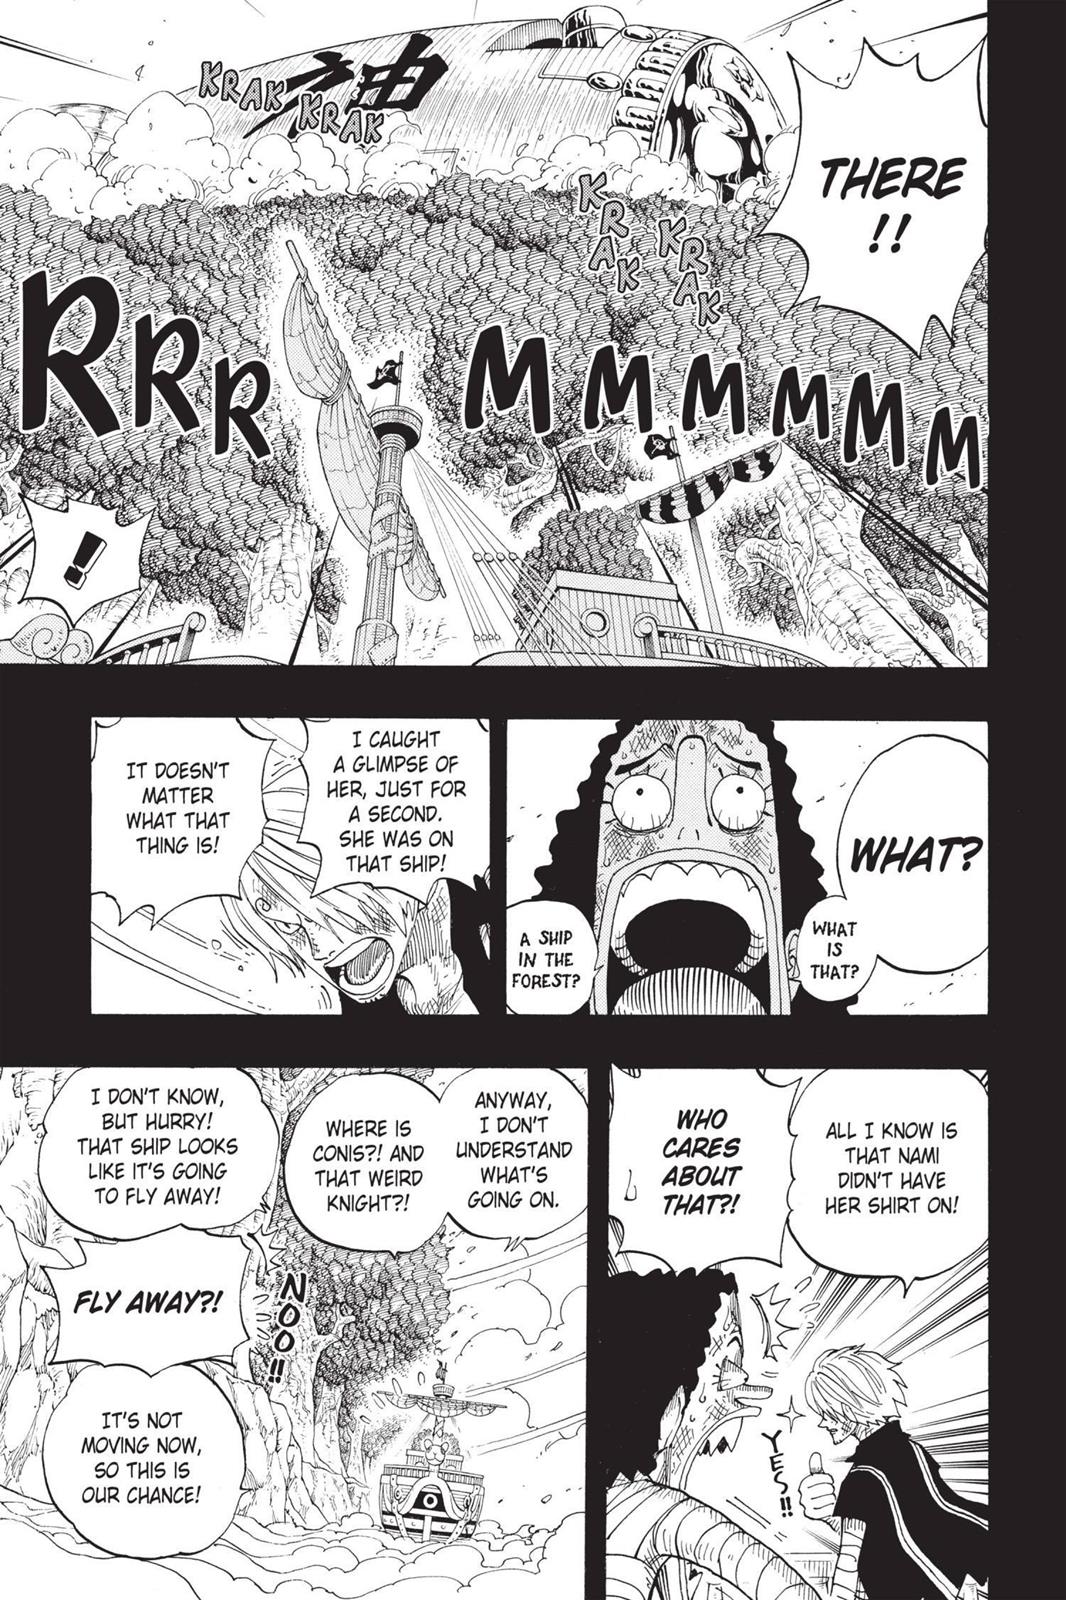 THERE
!!
神
KRAK
KRAK
KRAK
KRAK
RRR
MMMMMM
!
WHAT?
WHAT
IS
THAT?
A SHIP
IN THE
FOREST?
I CAUGHT
A GLIMPSE OF
HER, JUST FOR
A SECOND.
SHE WAS ON
THAT SHIP!
IT DOESN'T
MATTER
WHAT THAT
THING IS!
ALL I KNOW IS
THAT NAMI
DIDN'T HAVE
HER SHIRT ON!
YES!!
WHO
CARES
ABOUT
THAT?!
ANYWAY,
I DON'T
UNDERSTAND
WHAT'S
GOING ON.
WHERE IS
CONIS?! AND
THAT WEIRD
KNIGHT?!
I DON'T KNOW,
BUT HURRY!
THAT SHIP LOOKS
LIKE IT'S GOING
TO FLY AWAY!
FLY AWAY?!
NOO!!
IT'S NOT
MOVING NOW,
SO THIS IS
OUR CHANCE!